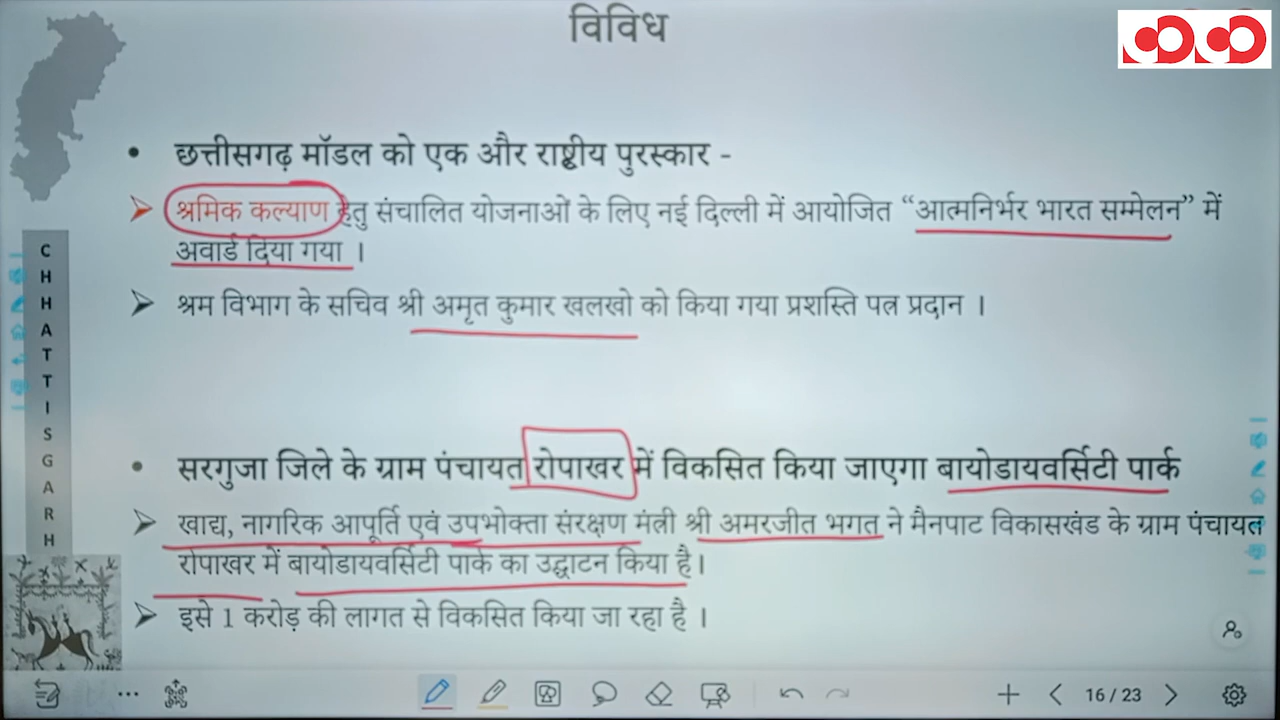 विविध
• छत्तीसगढ़ मॉडल को एक और राष्ट्रीय पुरस्कार -
➢ श्रमिक कल्याण हेतु संचालित योजनाओं के लिए नई दिल्ली में आयोजित “आत्मनिर्भर भारत सम्मेलन” में
अवार्ड दिया गया ।
➢ श्रम विभाग के सचिव श्री अमृत कुमार खलखो को किया गया प्रशस्ति पत्र प्रदान ।
• सरगुजा जिले के ग्राम पंचायत रोपाखर में विकसित किया जाएगा बायोडायवर्सिटी पार्क
➢ खाद्य, नागरिक आपूर्ति एवं उपभोक्ता संरक्षण मंत्री श्री अमरजीत भगत ने मैनपाट विकासखंड के ग्राम पंचायत
रोपाखर में बायोडायवर्सिटी पार्क का उद्घाटन किया है।
➢ इसे 1 करोड़ की लागत से विकसित किया जा रहा है ।
CHHATTISGARH
16 / 23